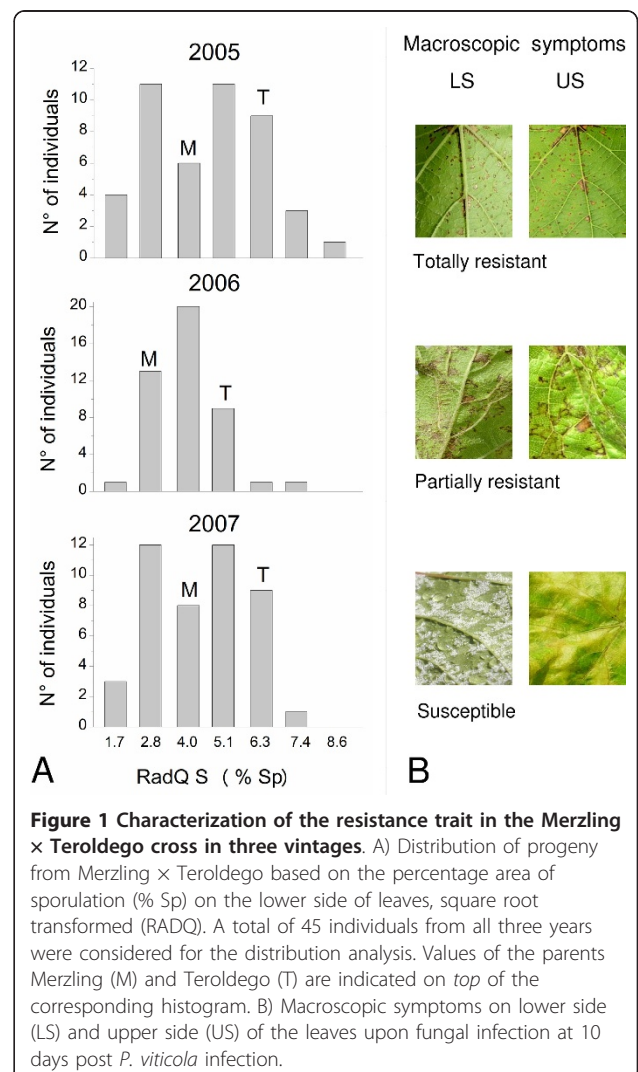 2005
N° of individuals
12
10
8
6
4
2
0
M
T
2006
N° of individuals
20
16
12
8
4
0
M
T
2007
N° of individuals
12
10
8
6
4
2
0
M
T
1.7 2.8 4.0 5.1 6.3 7.4 8.6
A RadQ S ( % Sp)
Macroscopic symptoms
LS US
Totally resistant
Partially resistant
Susceptible
B
Figure 1 Characterization of the resistance trait in the Merzling
× Teroldego cross in three vintages. A) Distribution of progeny
from Merzling × Teroldego based on the percentage area of
sporulation (% Sp) on the lower side of leaves, square root
transformed (RADQ). A total of 45 individuals from all three years
were considered for the distribution analysis. Values of the parents
Merzling (M) and Teroldego (T) are indicated on top of the
corresponding histogram. B) Macroscopic symptoms on lower side
(LS) and upper side (US) of the leaves upon fungal infection at 10
days post P. viticola infection.